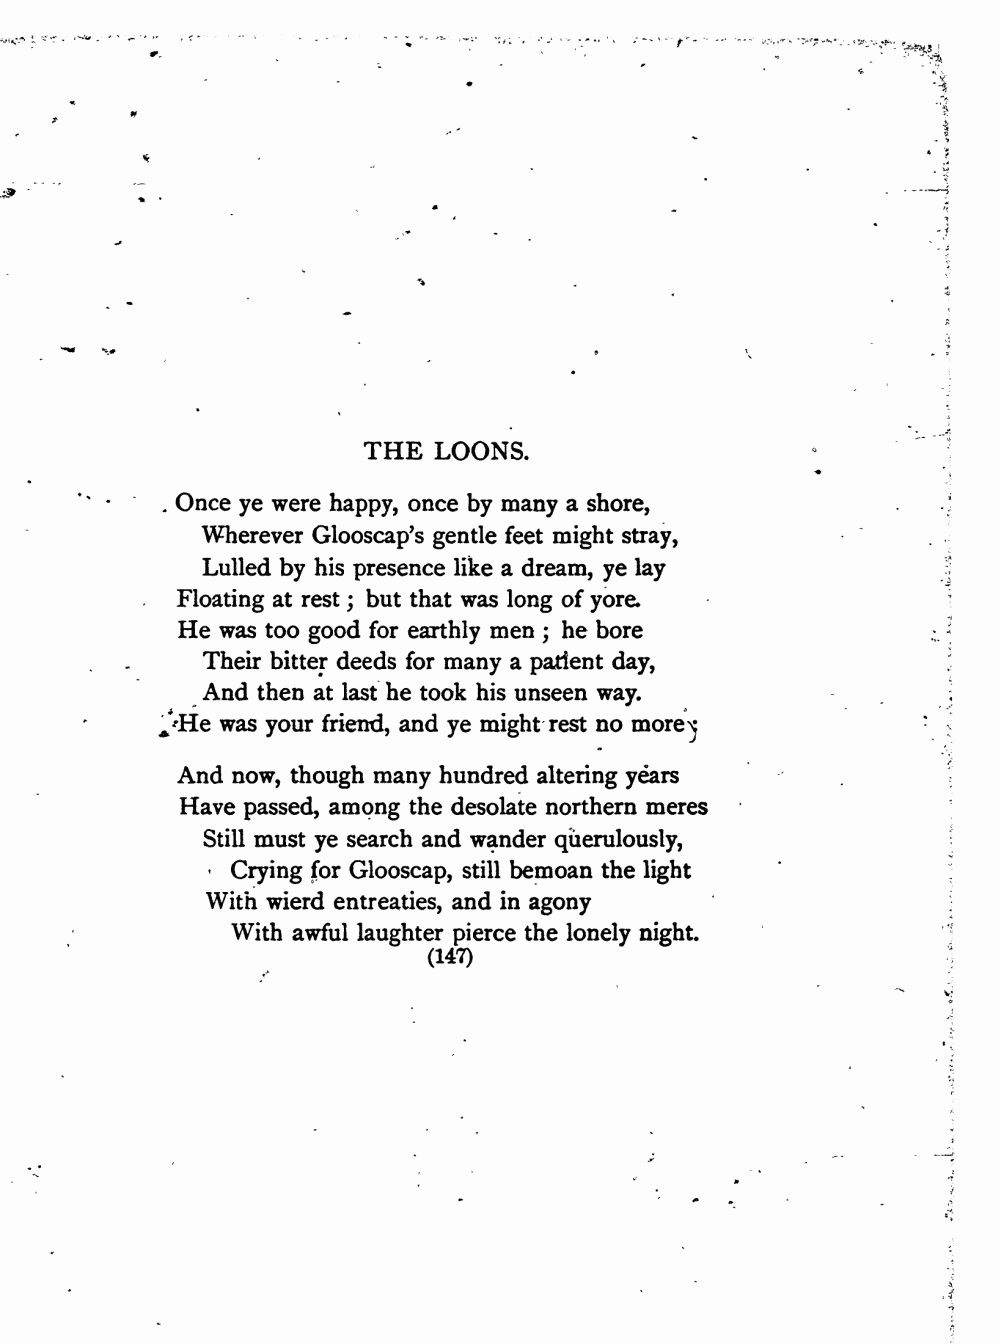 THE LOONS.
Once ye were happy, once by many a shore,
Wherever Glooscap's gentle feet might stray,
Lulled by his presence like a dream, ye lay
Floating at rest ; but that was long of yore.
He was too good for earthly men ; he bore
Their bitter deeds for many a patient day,
And then at last he took his unseen way.
He was your friend, and ye might rest no more;
And now, though many hundred altering years
Have passed, among the desolate northern meres
Still must ye search and wander querulously,
Crying for Glooscap, still bemoan the light
With wierd entreaties, and in agony
With awful laughter pierce the lonely night.
(147)